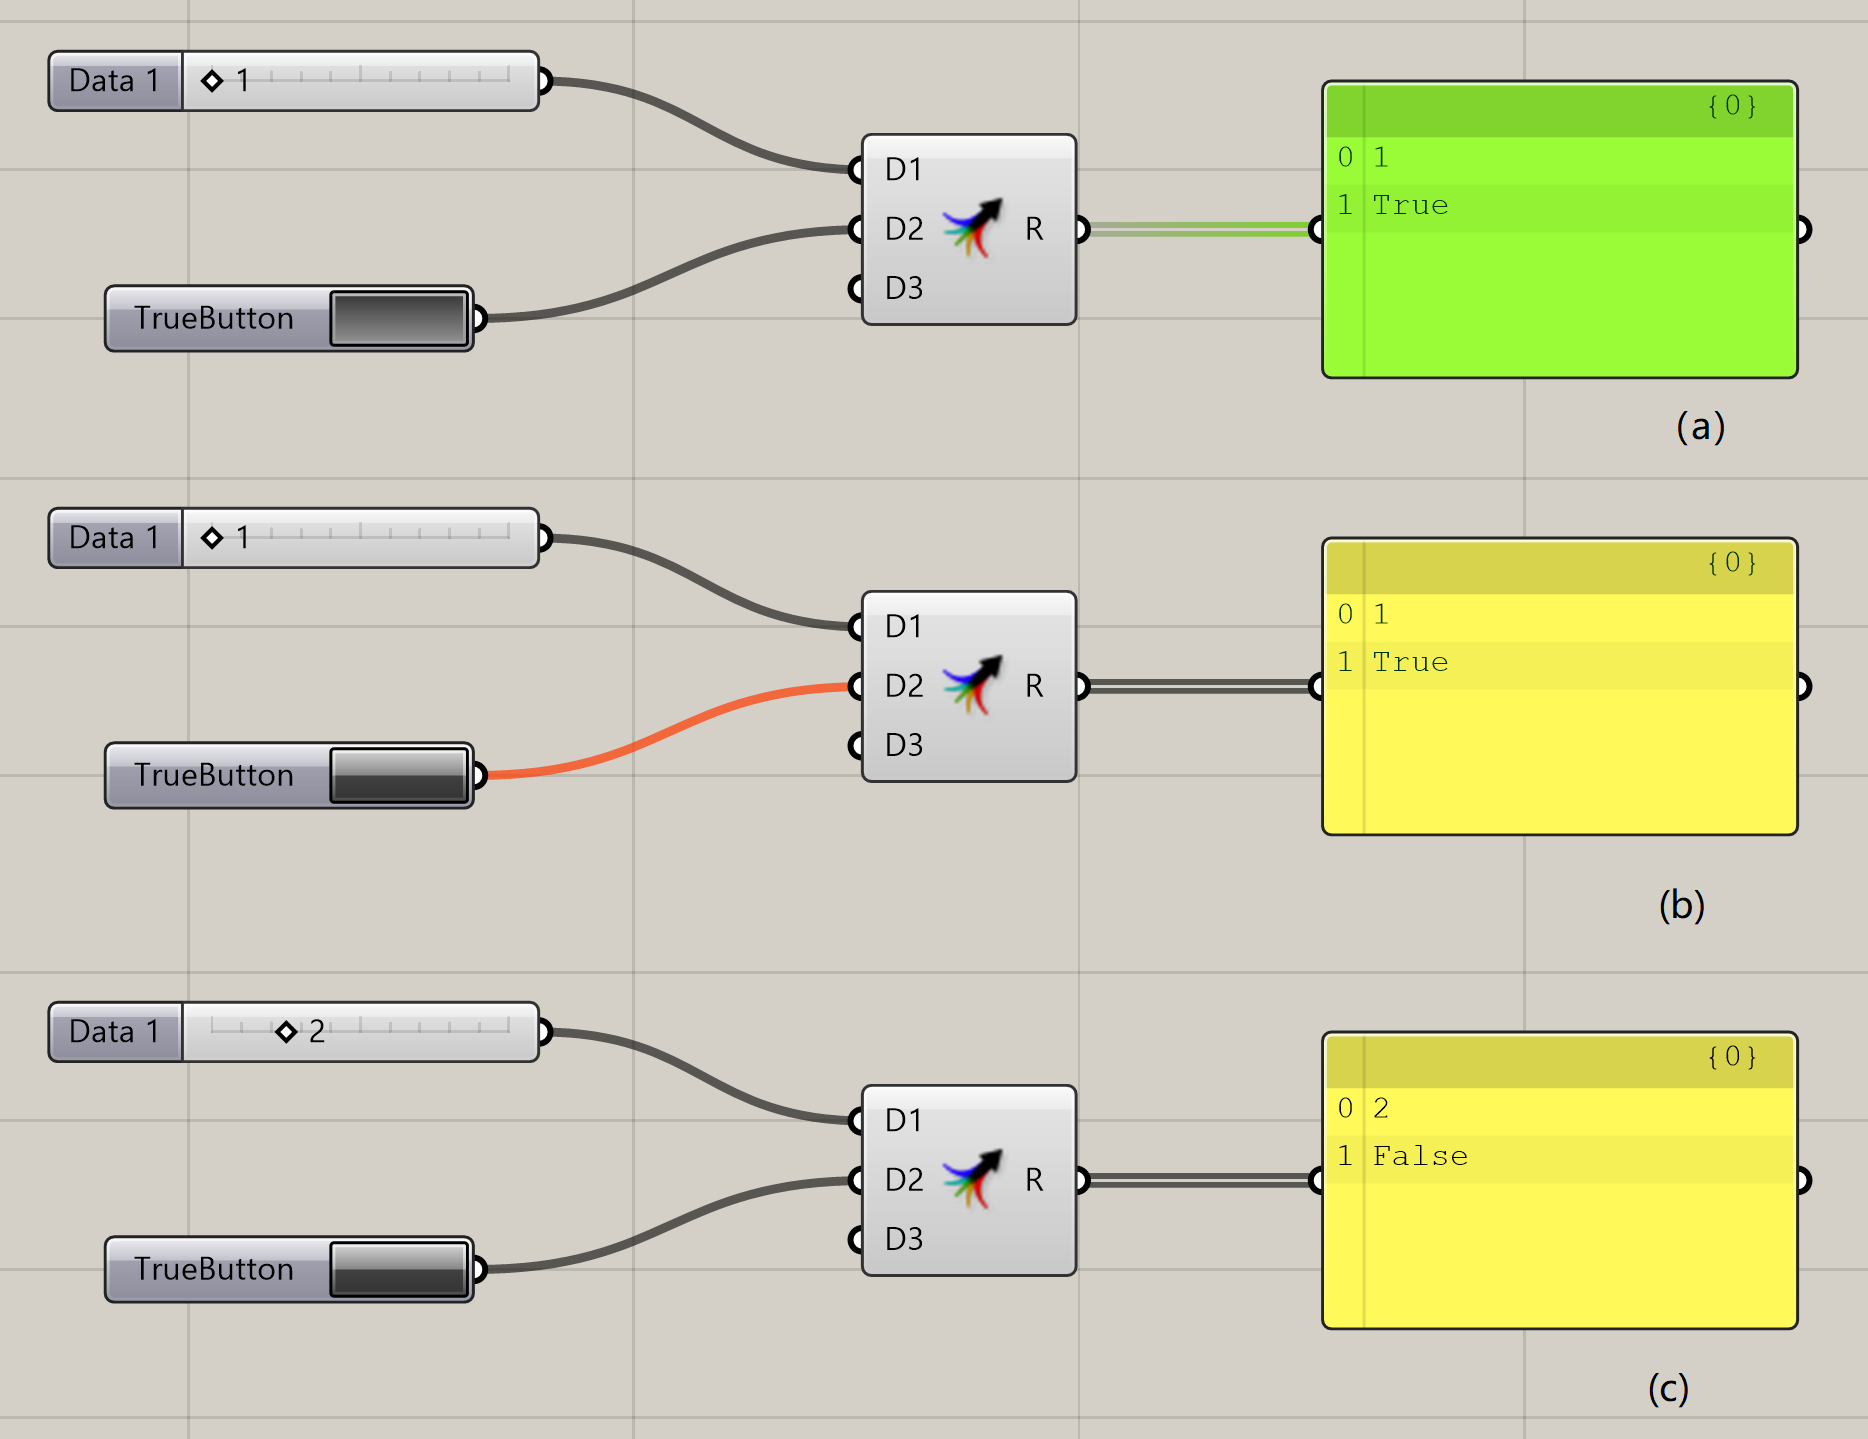 Data 1 1
D1
D2 R
D3
TrueButton
{0}
0 1
1 True
(a)
Data 1 1
D1
D2 R
D3
TrueButton
{0}
0 1
1 True
(b)
Data 1 2
D1
D2 R
D3
TrueButton
{0}
0 2
1 False
(c)